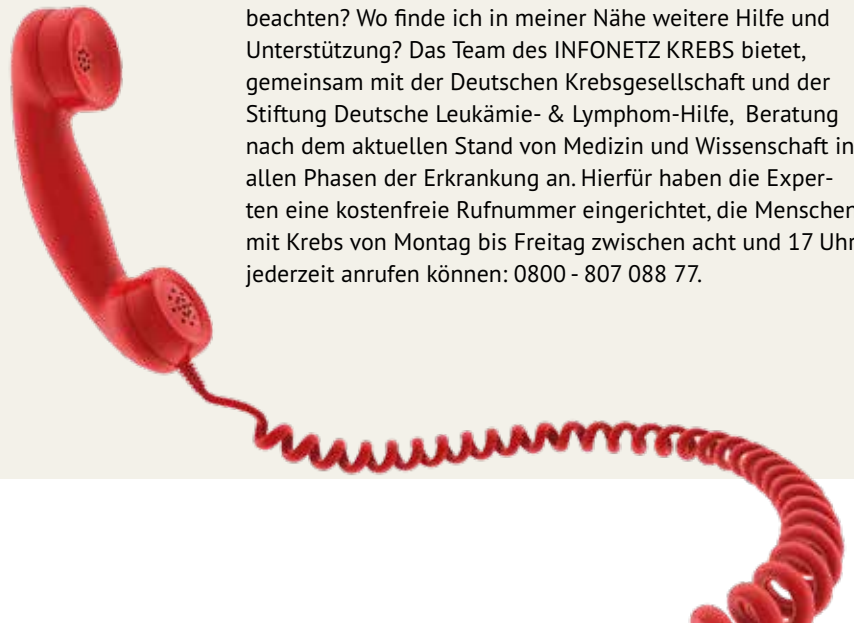 beachten? Wo finde ich in meiner Nähe weitere Hilfe und
Unterstützung? Das Team des INFONETZ KREBS bietet,
gemeinsam mit der Deutschen Krebsgesellschaft und der
Stiftung Deutsche Leukämie- & Lymphom-Hilfe, Beratung
nach dem aktuellen Stand von Medizin und Wissenschaft in
allen Phasen der Erkrankung an. Hierfür haben die Exper-
ten eine kostenfreie Rufnummer eingerichtet, die Menschen
mit Krebs von Montag bis Freitag zwischen acht und 17 Uhr
jederzeit anrufen können: 0800 - 807 088 77.